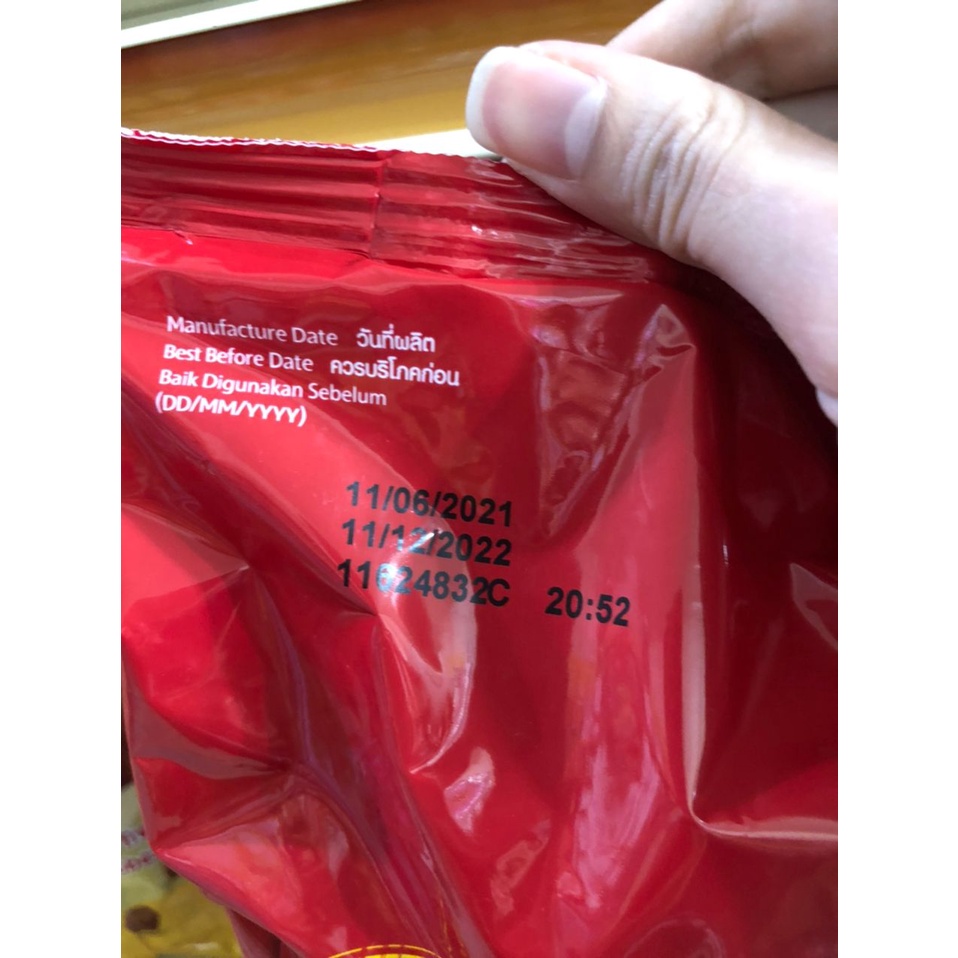 Manufacture Date วันที่ผลิต
Best Before Date ควรบริโภคก่อน
Baik Digunakan Sebelum
(DD/MM/YYYY)
11/06/2021
11/12/2022
11624832C 20:52